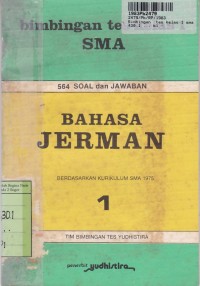 bimbingan te
SMA
564 SOAL dan JAWABAN
BAHASA
JERMAN
BERDASARKAN KURIKULUM SMA 1975
1
TIM BIMBINGAN TES YUDHISTIRA
penerbit yudhistira